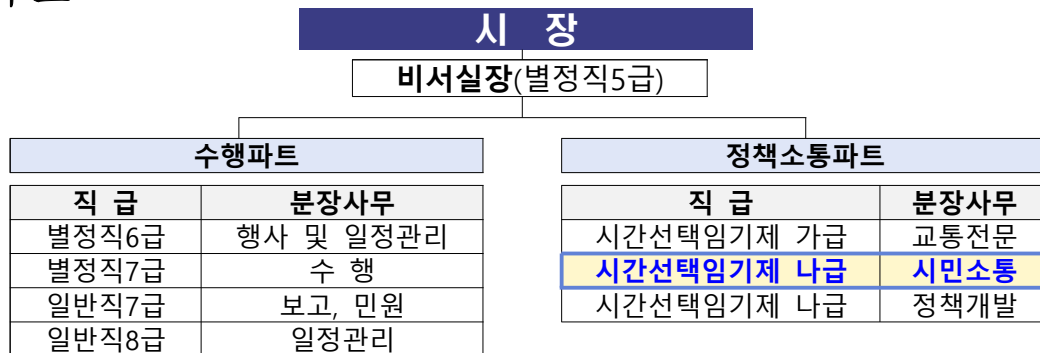 시 장
비서실장(별정직5급)
수행파트
직 급 분장사무
별정직6급 행사 및 일정관리
별정직7급 수 행
일반직7급 보고, 민원
일반직8급 일정관리
정책소통파트
직 급 분장사무
시간선택임기제 가급 교통전문
시간선택임기제 나급 시민소통
시간선택임기제 나급 정책개발